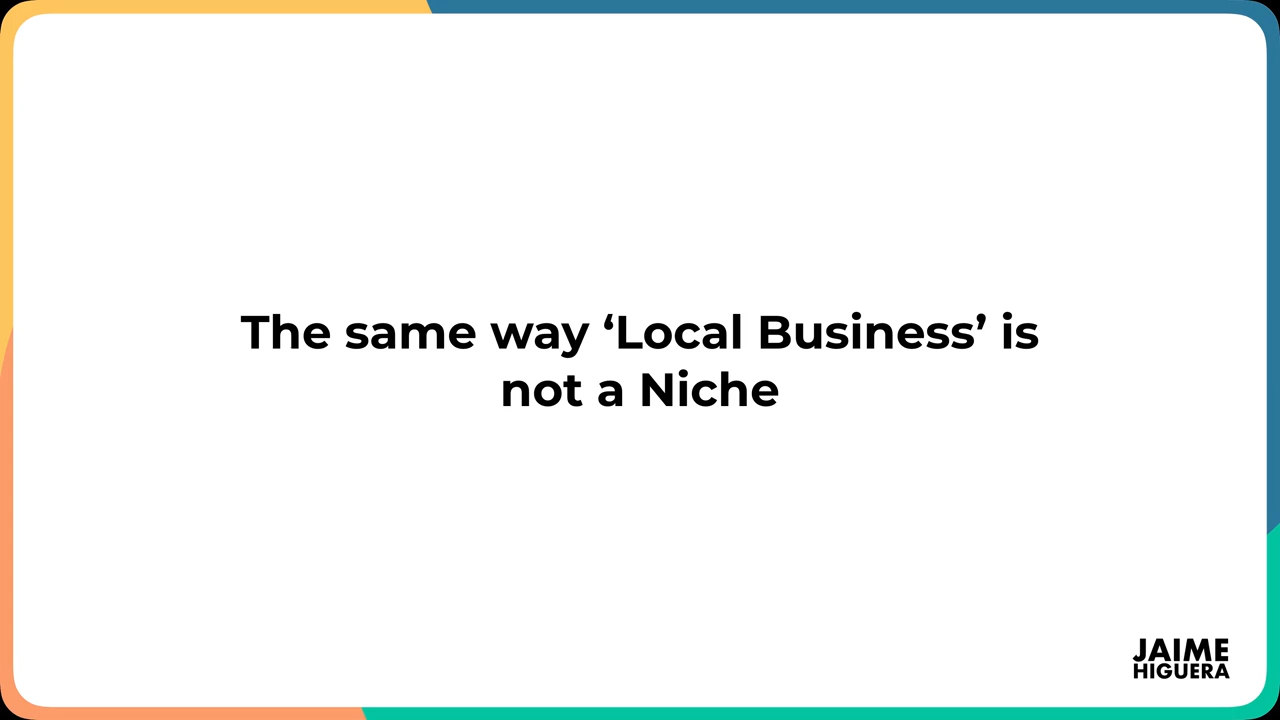 The same way ‘Local Business’ is
not a Niche
JAIME
HIGUERA